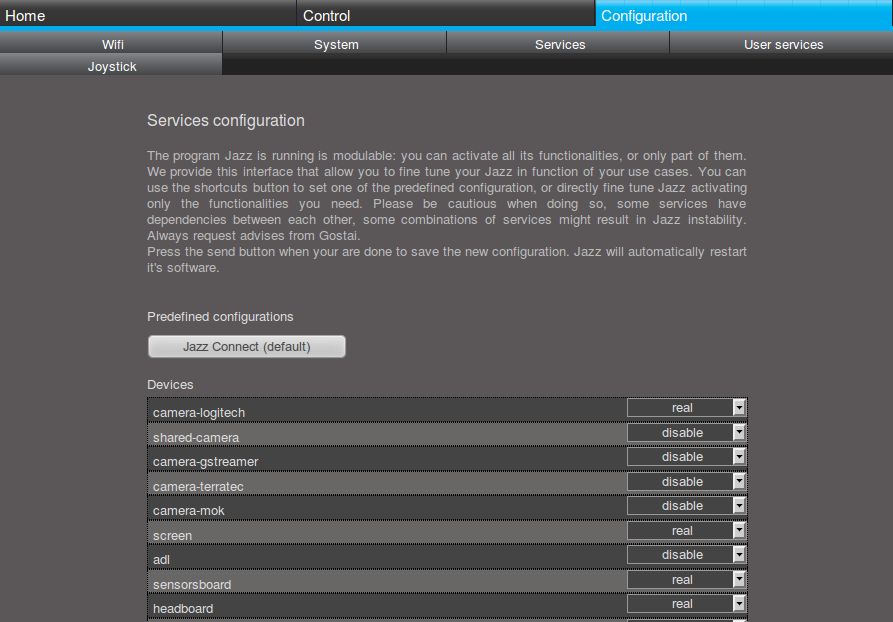 Home Control Configuration
Wifi System Services User services
Joystick
Services configuration
The program Jazz is running is modulable: you can activate all its functionalities, or only part of them.
We provide this interface that allow you to fine tune your Jazz in function of your use cases. You can
use the shortcuts button to set one of the predefined configuration, or directly fine tune Jazz activating
only the functionalities you need. Please be cautious when doing so, some services have
dependencies between each other, some combinations of services might result in Jazz instability.
Always request advises from Gostai.
Press the send button when your are done to save the new configuration. Jazz will automatically restart
it's software.
Predefined configurations
Jazz Connect (default)
Devices
camera-logitech real
shared-camera disable
camera-gstreamer disable
camera-terratec disable
camera-mok disable
screen real
adl disable
sensorsboard real
headboard real